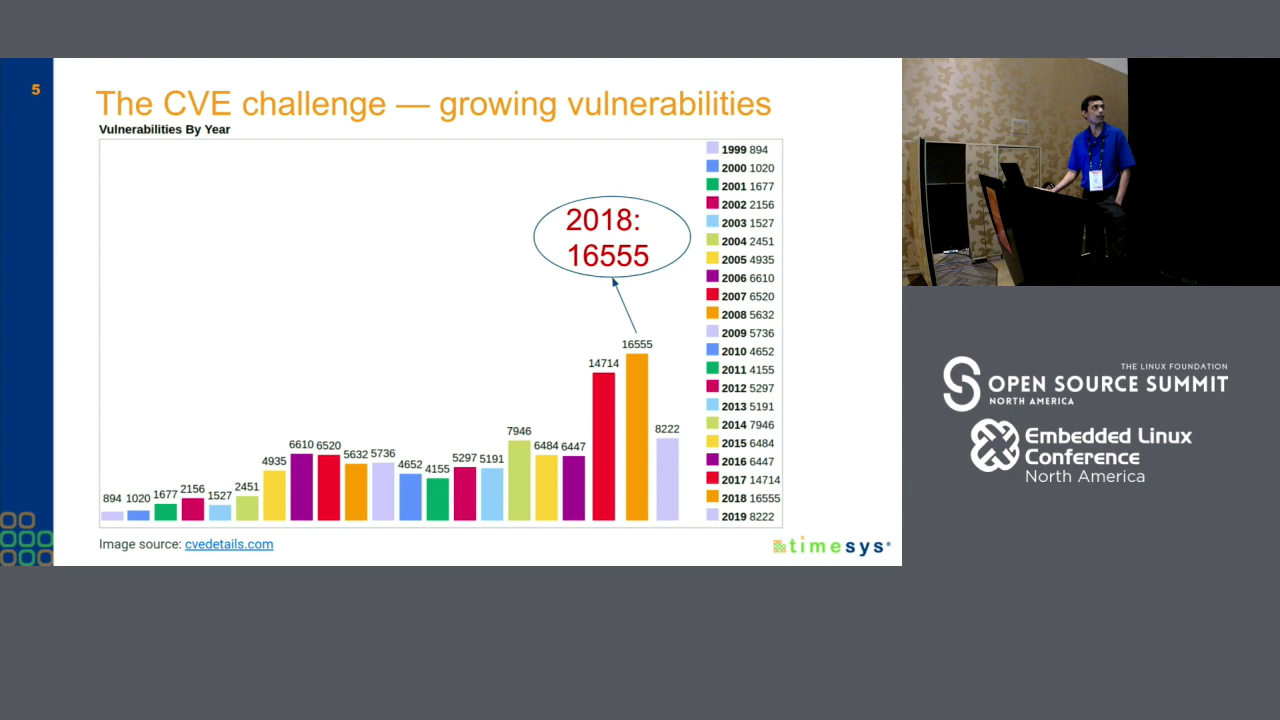 5
The CVE challenge — growing vulnerabilities
Vulnerabilities By Year
2018:
16555
894 1020 1677 2156 1527 2451 4935 6610 6520 5632 5736 4652 4155 5297 5191 7946 6484 6447 14714 16555 8222
1999 894
2000 1020
2001 1677
2002 2156
2003 1527
2004 2451
2005 4935
2006 6610
2007 6520
2008 5632
2009 5736
2010 4652
2011 4155
2012 5297
2013 5191
2014 7946
2015 6484
2016 6447
2017 14714
2018 16555
2019 8222
Image source: cvedetails.com
timesys®
THE LINUX FOUNDATION
OPEN SOURCE SUMMIT
NORTH AMERICA
Embedded Linux
Conference
North America